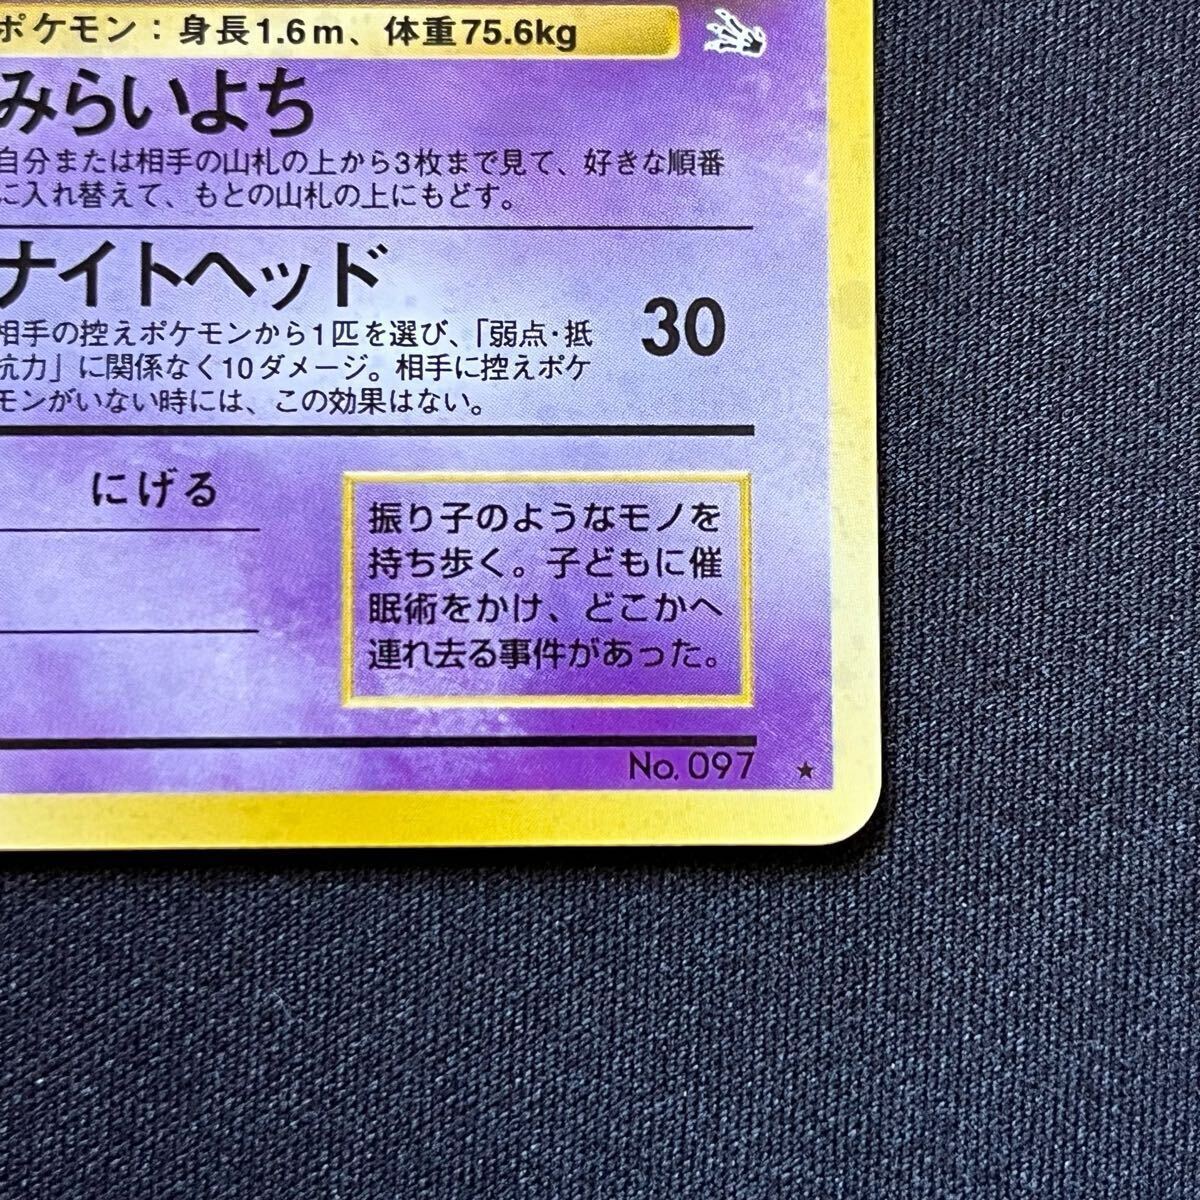 ポケモン：身長1.6m、体重75.6kg
みらいよち
自分または相手の山札の上から3枚まで見て、好きな順番
に入れ替えて、もとの山札の上にもどす。
ナイトヘッド
30
相手の控えポケモンから1匹を選び、「弱点・抵
抗力」に関係なく10ダメージ。相手に控えポケ
モンがいない時には、この効果はない。
にげる
振り子のようなモノを
持ち歩く。子どもに催
眠術をかけ、どこかへ
連れ去る事件があった。
No. 097 ★